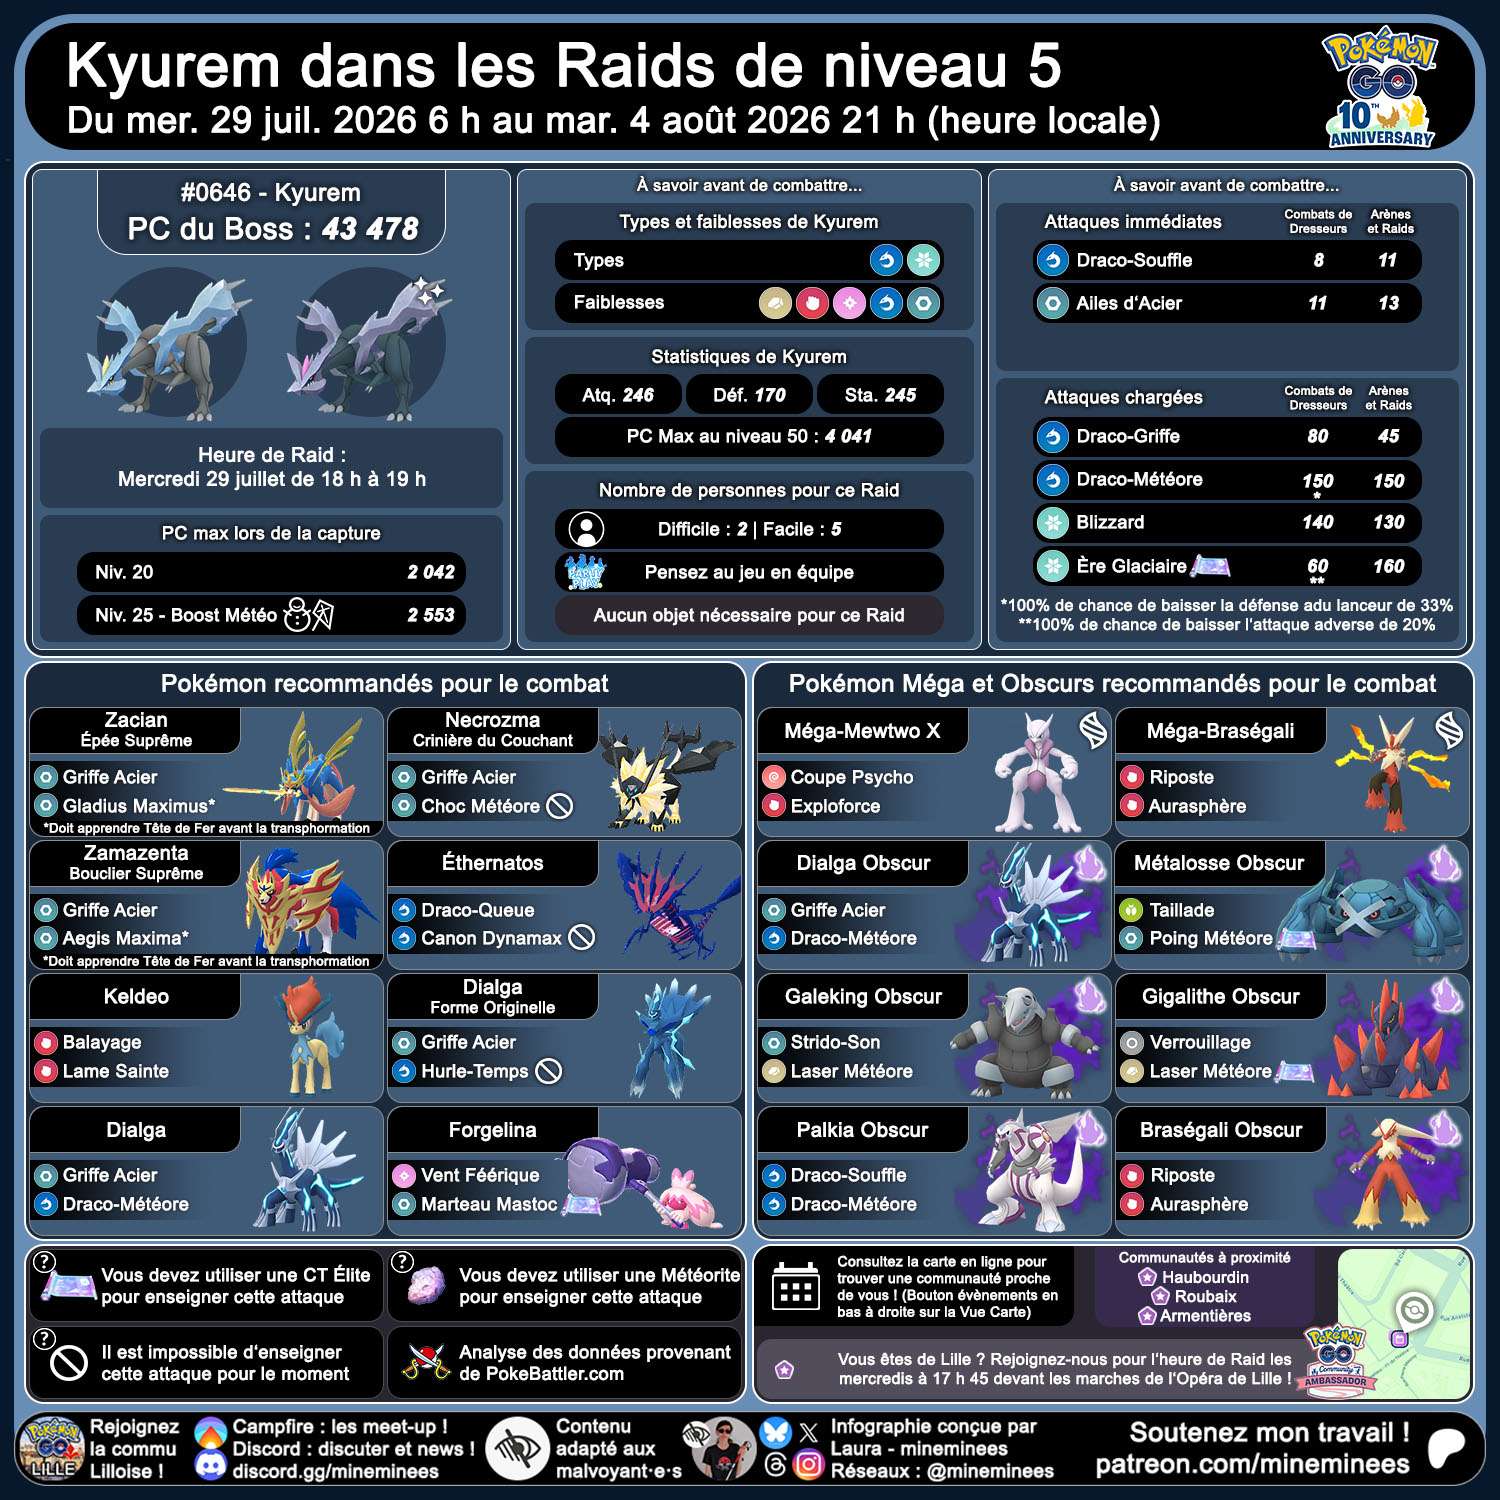 Kyurem dans les Raids de niveau 5
Du mer. 29 juil. 2026 6 h au mar. 4 août 2026 21 h (heure locale)
POKÉMON
GO
10TH
ANNIVERSARY
#0646 - Kyurem
PC du Boss : 43 478
Heure de Raid :
Mercredi 29 juillet de 18 h à 19 h
PC max lors de la capture
Niv. 20 2 042
Niv. 25 - Boost Météo 2 553
À savoir avant de combattre...
Types et faiblesses de Kyurem
Types
Faiblesses
Statistiques de Kyurem
Atq. 246 Déf. 170 Sta. 245
PC Max au niveau 50 : 4 041
Nombre de personnes pour ce Raid
Difficile : 2 | Facile : 5
PARTY PLAY
Pensez au jeu en équipe
Aucun objet nécessaire pour ce Raid
À savoir avant de combattre...
Attaques immédiates Combats de Dresseurs Arènes et Raids
Draco-Souffle 8 11
Ailes d'Acier 11 13
Attaques chargées Combats de Dresseurs Arènes et Raids
Draco-Griffe 80 45
Draco-Météore 150* 150
Blizzard 140 130
Ère Glaciaire 60** 160
*100% de chance de baisser la défense adu lanceur de 33%
**100% de chance de baisser l'attaque adverse de 20%
Pokémon recommandés pour le combat
Zacian
Épée Suprême
Griffe Acier
Gladius Maximus*
*Doit apprendre Tête de Fer avant la transphormation
Necrozma
Crinière du Couchant
Griffe Acier
Choc Météore
Zamazenta
Bouclier Suprême
Griffe Acier
Aegis Maxima*
*Doit apprendre Tête de Fer avant la transphormation
Éthernatos
Draco-Queue
Canon Dynamax
Keldeo
Balayage
Lame Sainte
Dialga
Forme Originelle
Griffe Acier
Hurle-Temps
Dialga
Griffe Acier
Draco-Météore
Forgelina
Vent Féérique
Marteau Mastoc
Pokémon Méga et Obscurs recommandés pour le combat
Méga-Mewtwo X
Coupe Psycho
Exploforce
Méga-Braségali
Riposte
Aurasphère
Dialga Obscur
Griffe Acier
Draco-Météore
Métalosse Obscur
Taillade
Poing Météore
Galeking Obscur
Strido-Son
Laser Météore
Gigalithe Obscur
Verrouillage
Laser Météore
Palkia Obscur
Draco-Souffle
Draco-Météore
Braségali Obscur
Riposte
Aurasphère
?
Vous devez utiliser une CT Élite
pour enseigner cette attaque
?
Vous devez utiliser une Météorite
pour enseigner cette attaque
?
Il est impossible d'enseigner
cette attaque pour le moment
Analyse des données provenant
de PokeBattler.com
Consultez la carte en ligne pour
trouver une communauté proche
de vous ! (Bouton évènements en
bas à droite sur la Vue Carte)
Communautés à proximité
Haubourdin
Roubaix
Armentières
Vous êtes de Lille ? Rejoignez-nous pour l'heure de Raid les
mercredis à 17 h 45 devant les marches de l'Opéra de Lille !
POKÉMON
GO
Community
AMBASSADOR
POKÉMON
GO
LILLE
Rejoignez
la commu
Lilloise !
Campfire : les meet-up !
Discord : discuter et news !
discord.gg/mineminees
Contenu
adapté aux
malvoyant·e·s
Infographie conçue par
Laura - mineminees
Réseaux : @mineminees
Soutenez mon travail !
patreon.com/mineminees